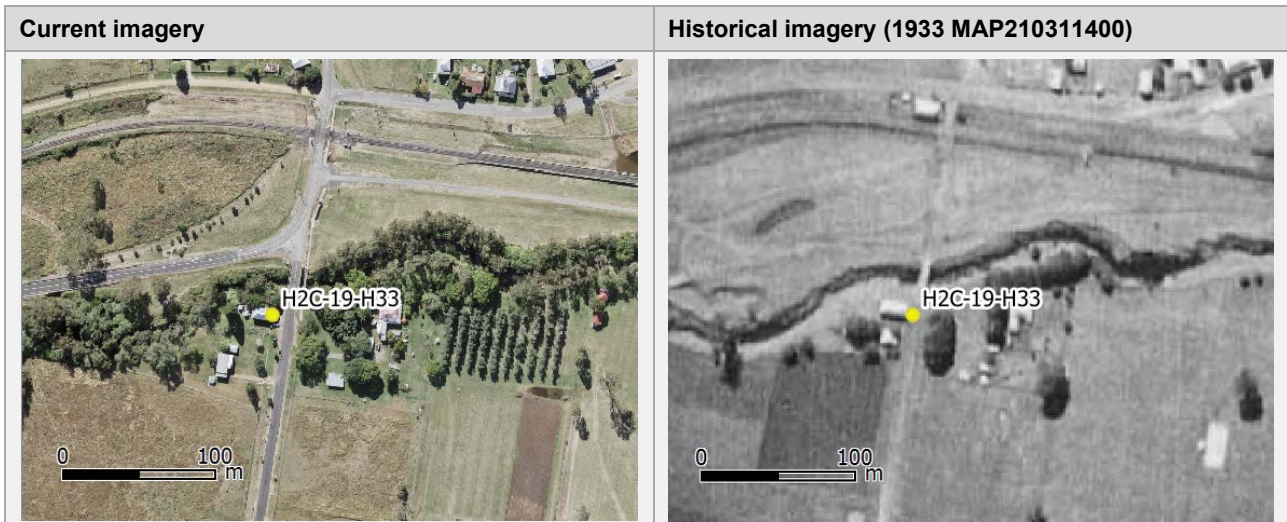 Current imagery
Historical imagery (1933 MAP210311400)
H2C-19-H33
0 100 m
H2C-19-H33
0 100 m